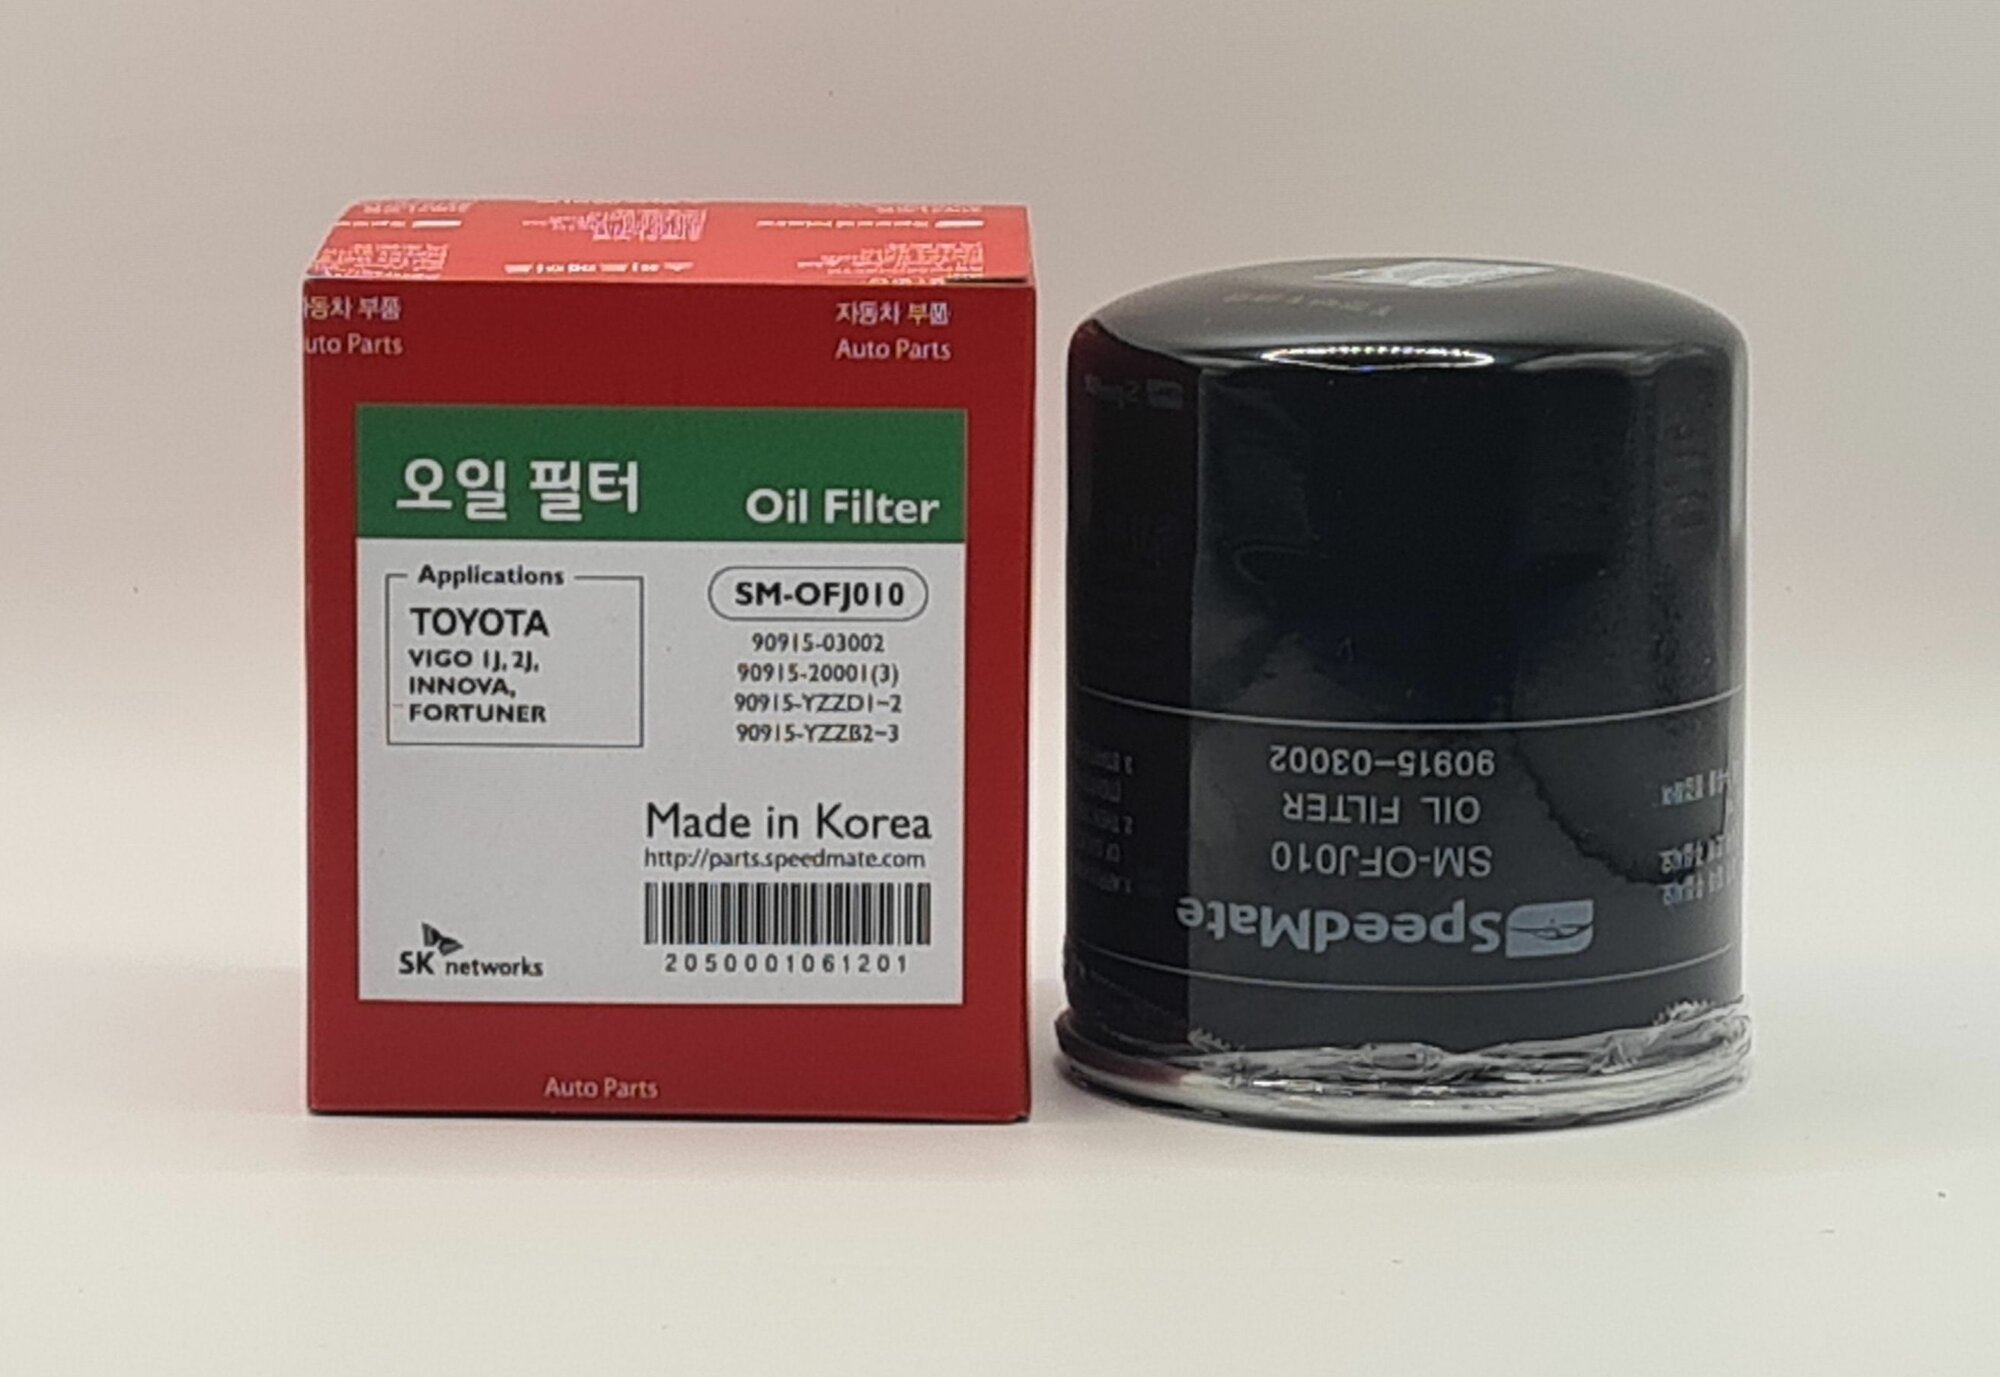 자동차 부품
Auto Parts
자동차 부품
Auto Parts
오일 필터
Oil Filter
Applications
TOYOTA
VIGO 1J, 2J,
INNOVA,
FORTUNER
SM-OFJ010
90915-03002
90915-20001(3)
90915-YZZD1~2
90915-YZZB2~3
Made in Korea
http://parts.speedmate.com
2050001061201
SK networks
Auto Parts
SpeedMate
SM-OFJ010
OIL FILTER
90915-03002